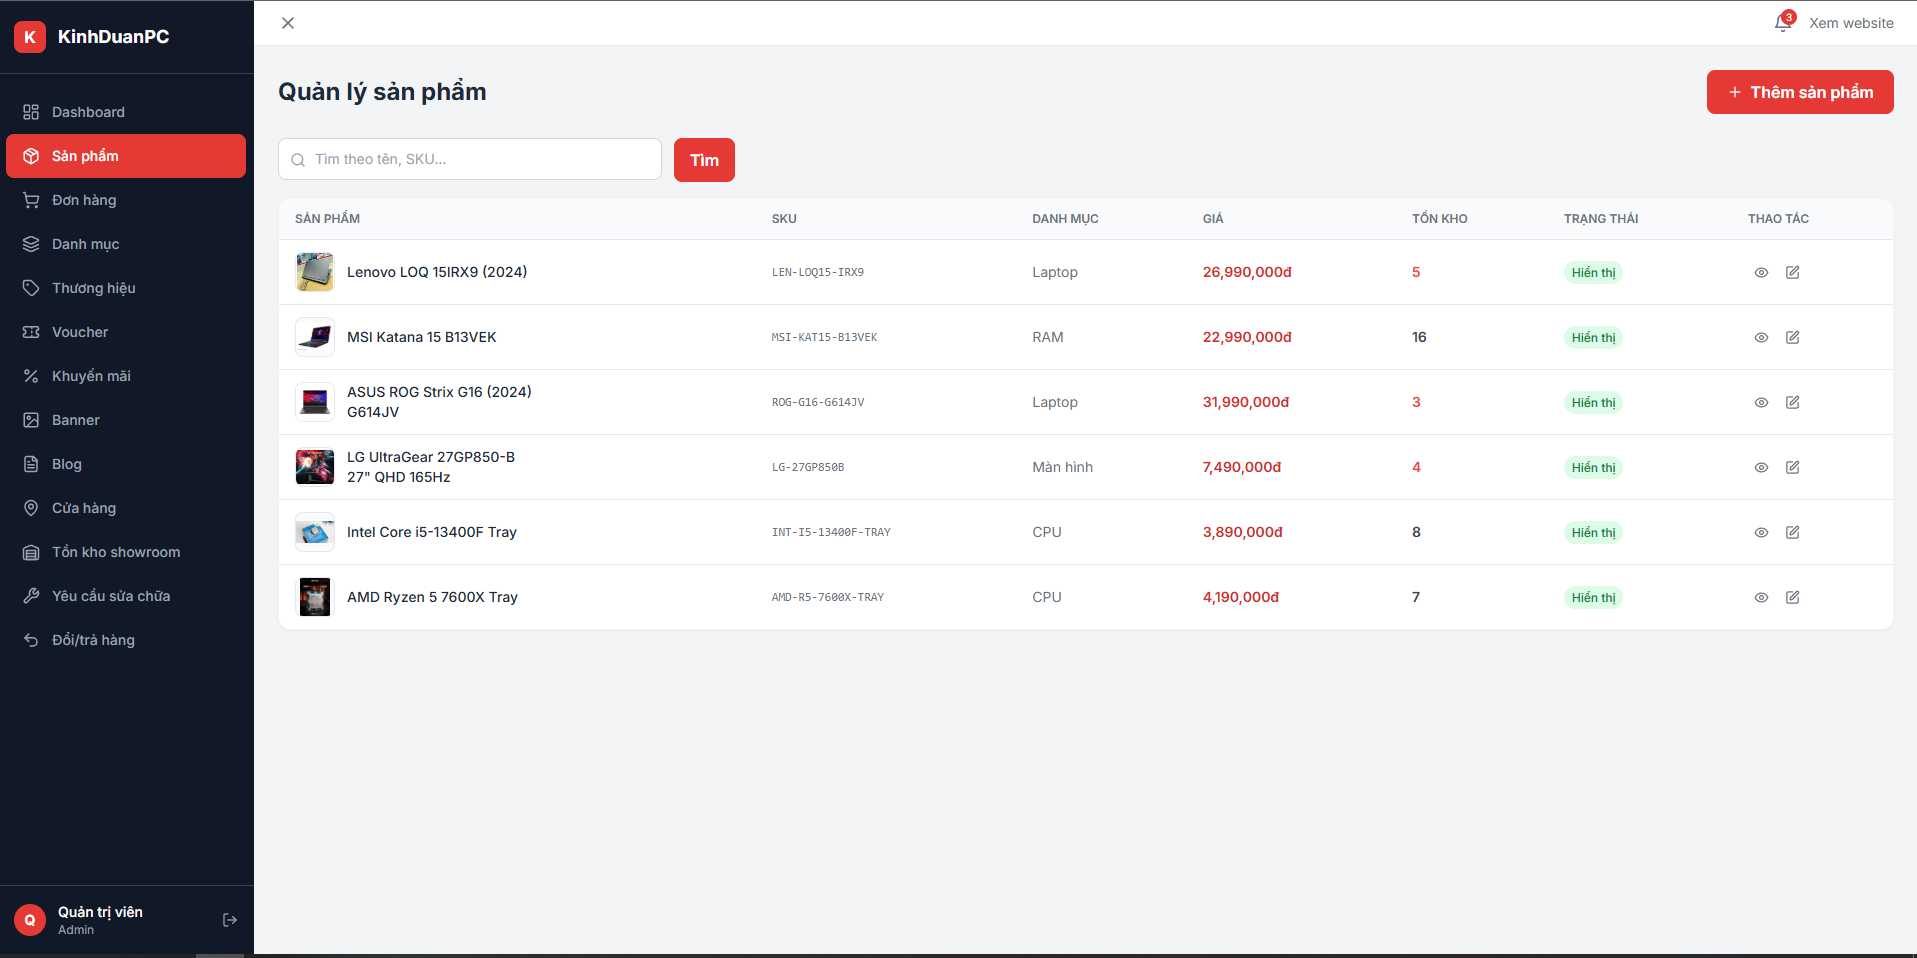 K KinhDuanPC
Dashboard
Sản phẩm
Đơn hàng
Danh mục
Thương hiệu
Voucher
Khuyến mãi
Banner
Blog
Cửa hàng
Tồn kho showroom
Yêu cầu sửa chữa
Đổi/trả hàng
Q Quản trị viên
Admin
3 Xem website
Quản lý sản phẩm
Thêm sản phẩm
Tìm theo tên, SKU...
Tìm
SẢN PHẨM SKU DANH MỤC GIÁ TỒN KHO TRẠNG THÁI THAO TÁC
Lenovo LOQ 15IRX9 (2024) LEN-LOQ15-IRX9 Laptop 26,990,000đ 5 Hiển thị
MSI Katana 15 B13VEK MSI-KAT15-B13VEK RAM 22,990,000đ 16 Hiển thị
ASUS ROG Strix G16 (2024)
G614JV ROG-G16-G614JV Laptop 31,990,000đ 3 Hiển thị
LG UltraGear 27GP850-B
27" QHD 165Hz LG-27GP850B Màn hình 7,490,000đ 4 Hiển thị
Intel Core i5-13400F Tray INT-I5-13400F-TRAY CPU 3,890,000đ 8 Hiển thị
AMD Ryzen 5 7600X Tray AMD-R5-7600X-TRAY CPU 4,190,000đ 7 Hiển thị